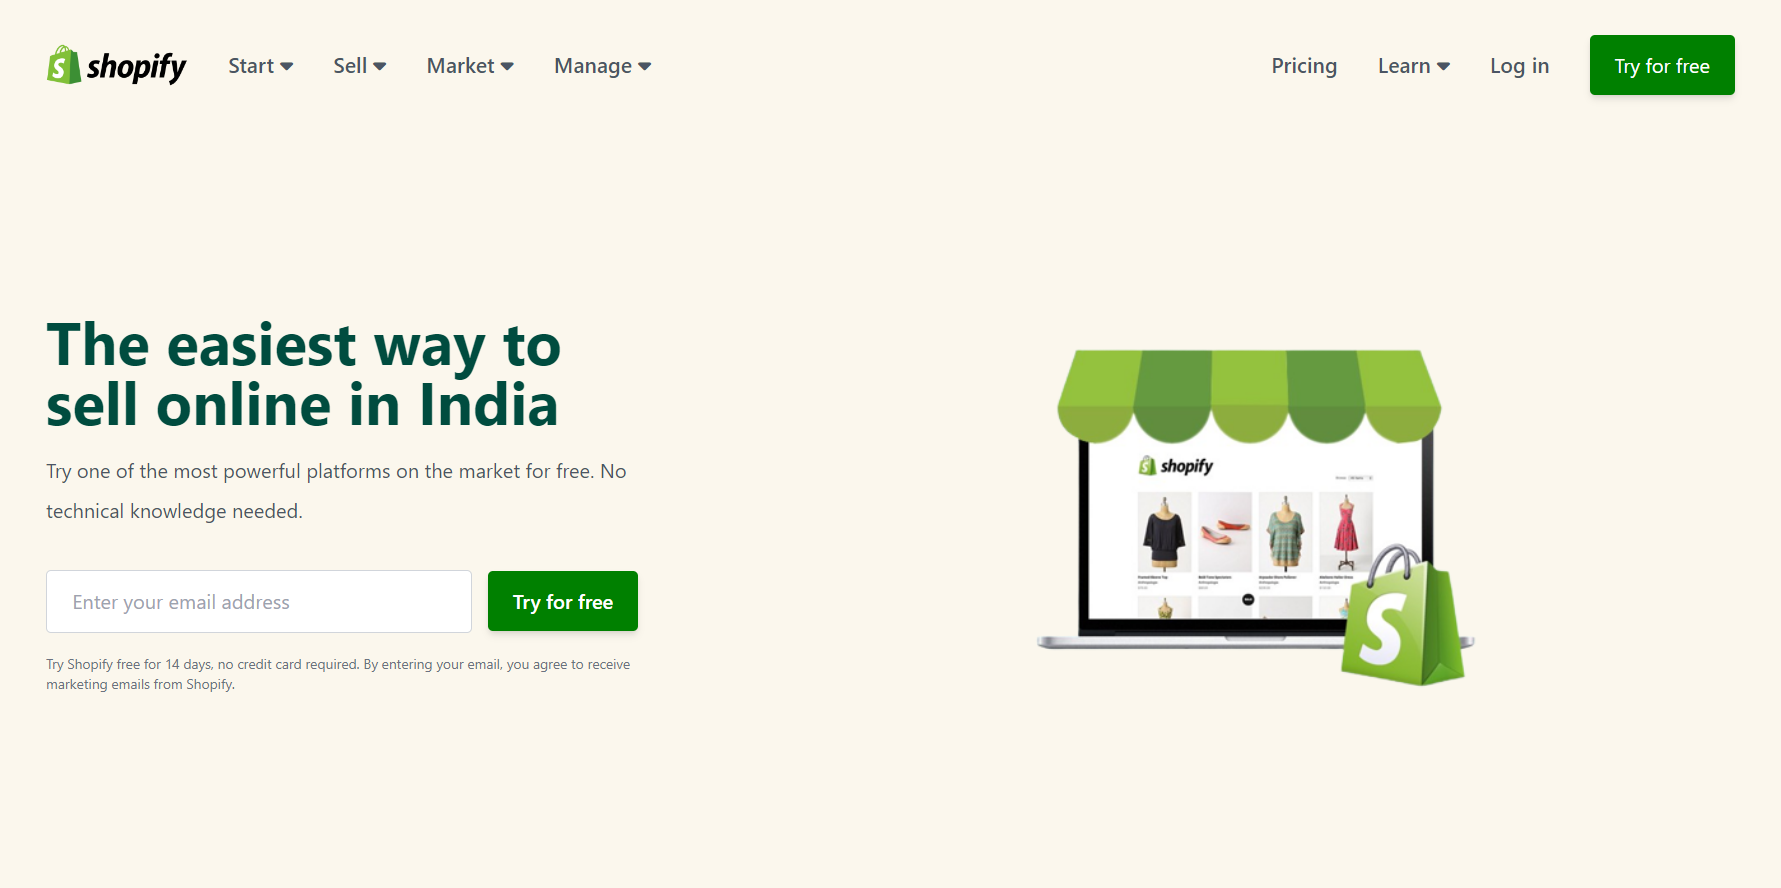 shopify Start Sell Market Manage Pricing Learn Log in Try for free
The easiest way to
sell online in India
Try one of the most powerful platforms on the market for free. No
technical knowledge needed.
Enter your email address Try for free
Try Shopify free for 14 days, no credit card required. By entering your email, you agree to receive
marketing emails from Shopify.
shopify